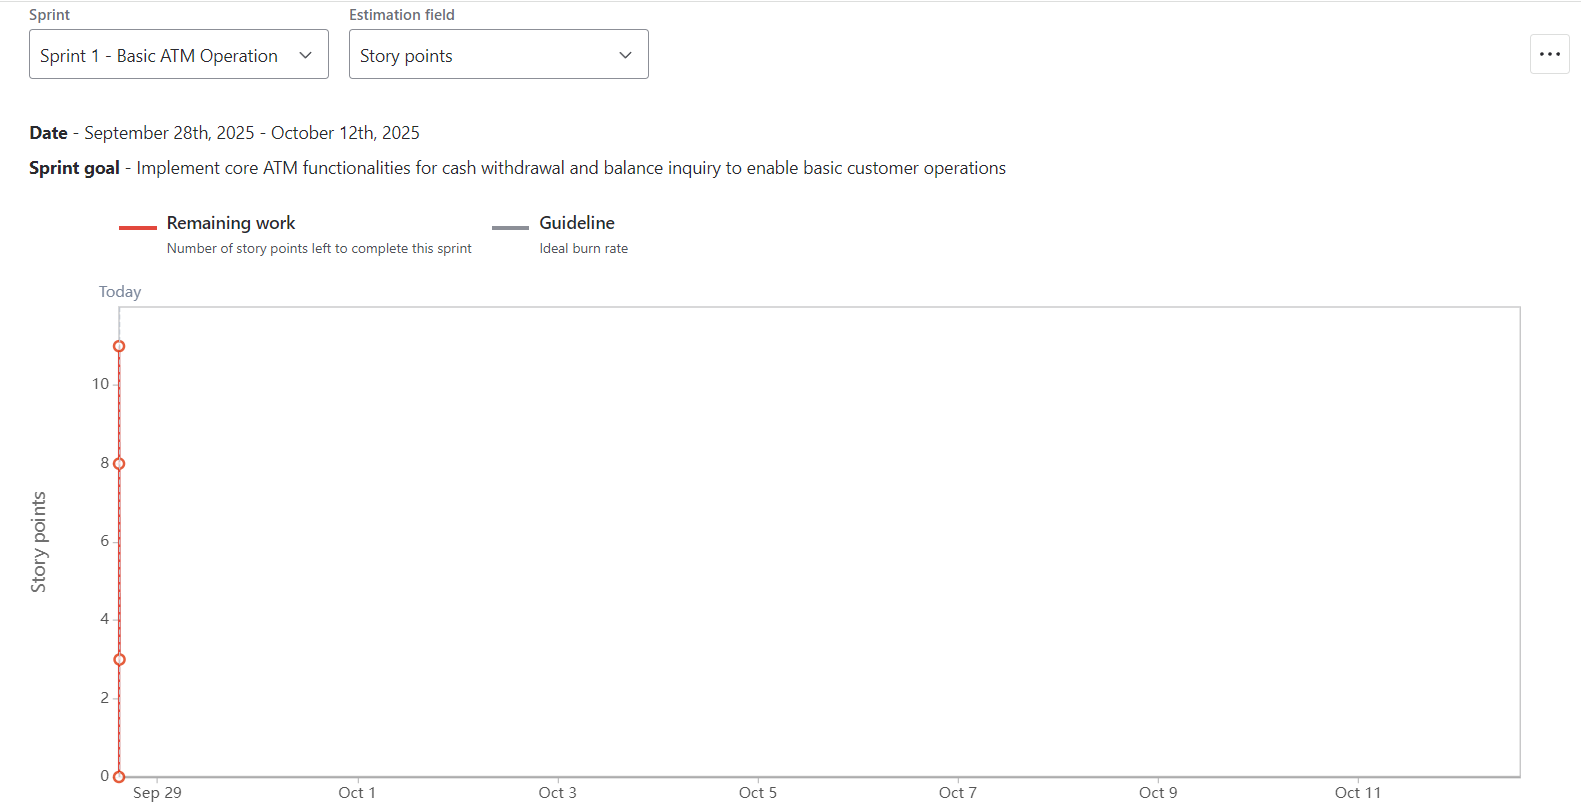 Sprint
Estimation field
Sprint 1 - Basic ATM Operation
Story points
Date - September 28th, 2025 - October 12th, 2025
Sprint goal - Implement core ATM functionalities for cash withdrawal and balance inquiry to enable basic customer operations
Remaining work
Number of story points left to complete this sprint
Guideline
Ideal burn rate
Today
10
8
6
4
2
0
Story points
Sep 29
Oct 1
Oct 3
Oct 5
Oct 7
Oct 9
Oct 11